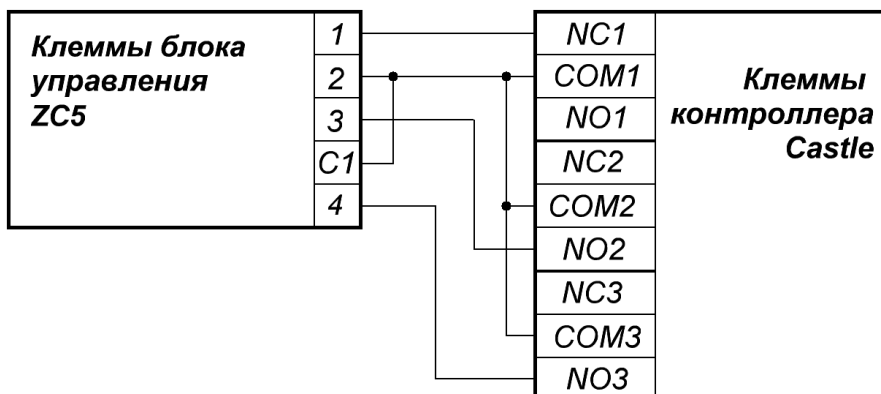 Клеммы блока
управления
ZC5
1
2
3
C1
4
NC1
COM1
NO1
NC2
COM2
NO2
NC3
COM3
NO3
Клеммы
контроллера
Castle